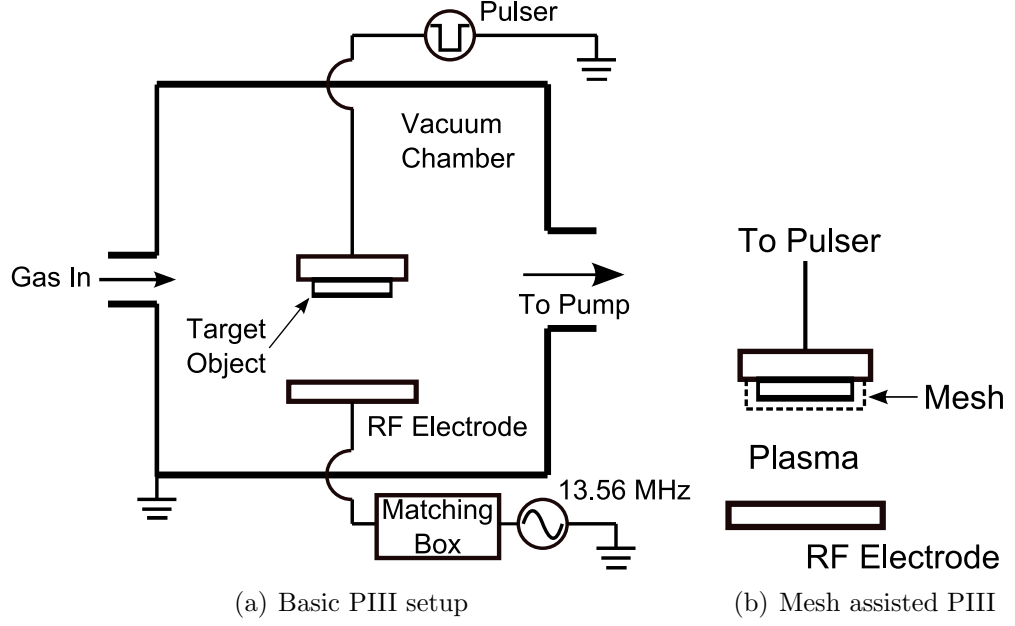 Pulser
Vacuum
Chamber
Gas In
To Pump
Target
Object
RF Electrode
13.56 MHz
Matching
Box
(a) Basic PIII setup
To Pulser
Mesh
Plasma
RF Electrode
(b) Mesh assisted PIII